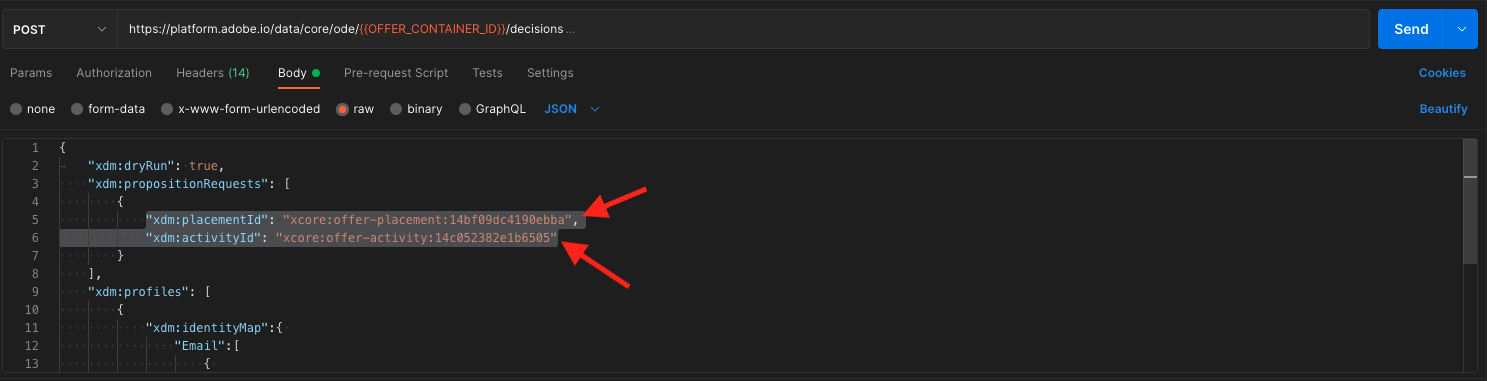 POST https://platform.adobe.io/data/core/ode/{{OFFER_CONTAINER_ID}}/decisions ... Send
Params Authorization Headers (14) Body Pre-request Script Tests Settings Cookies
none form-data x-www-form-urlencoded raw binary GraphQL JSON Beautify
1 {
2 "xdm:dryRun": true,
3 "xdm:propositionRequests": [
4 {
5 "xdm:placementId": "xcore:offer-placement:14bf09dc4190ebba",
6 "xdm:activityId": "xcore:offer-activity:14c052382e1b6505"
7 }
8 ],
9 "xdm:profiles": [
10 {
11 "xdm:identityMap":{
12 "Email":[
13 {